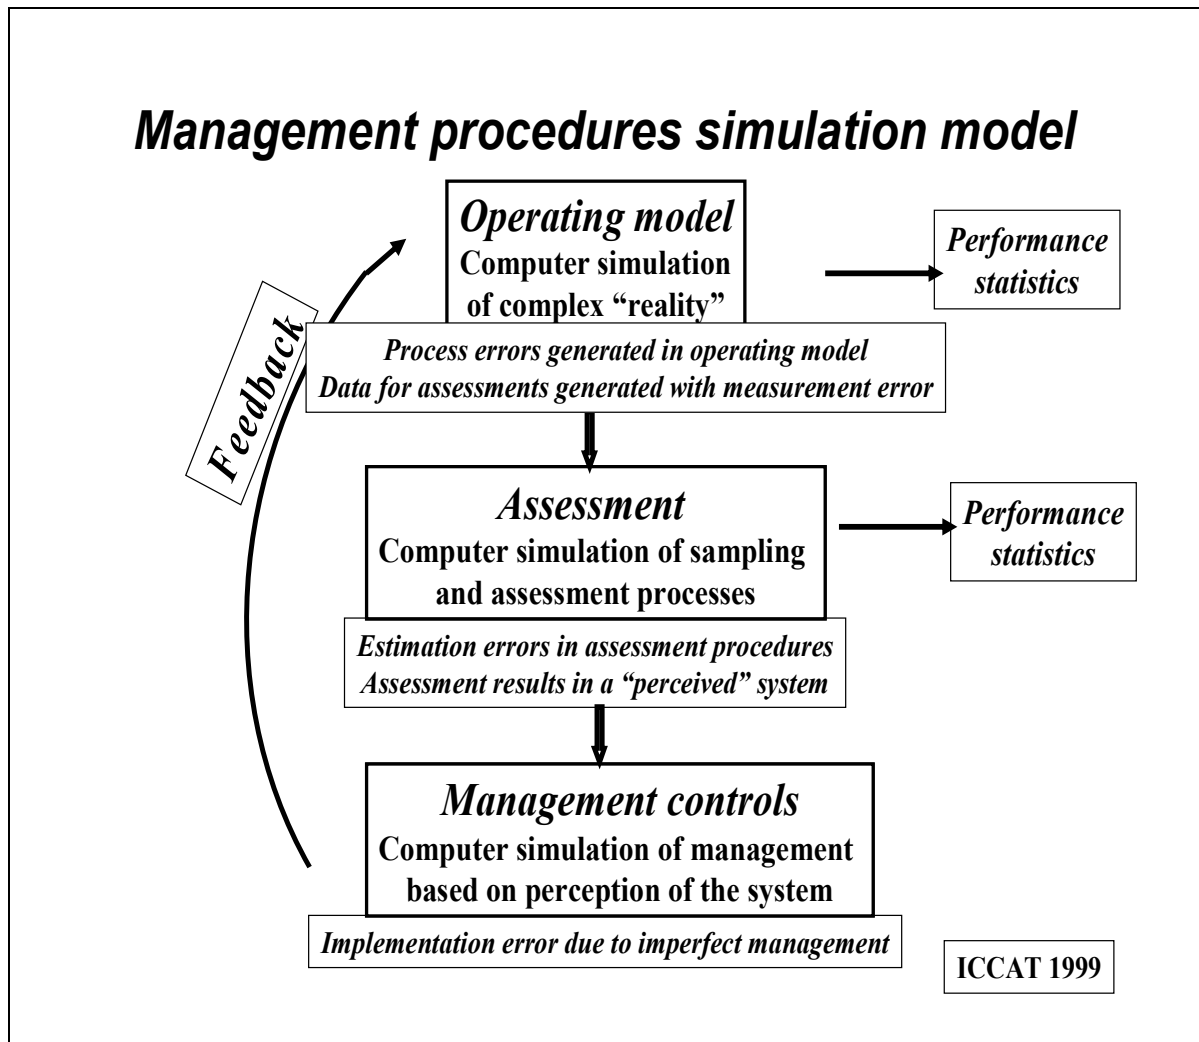 Management procedures simulation model
Operating model
Computer simulation
of complex “reality”
Performance
statistics
Process errors generated in operating model
Data for assessments generated with measurement error
Feedback
Assessment
Computer simulation of sampling
and assessment processes
Performance
statistics
Estimation errors in assessment procedures
Assessment results in a “perceived” system
Management controls
Computer simulation of management
based on perception of the system
Implementation error due to imperfect management
ICCAT 1999